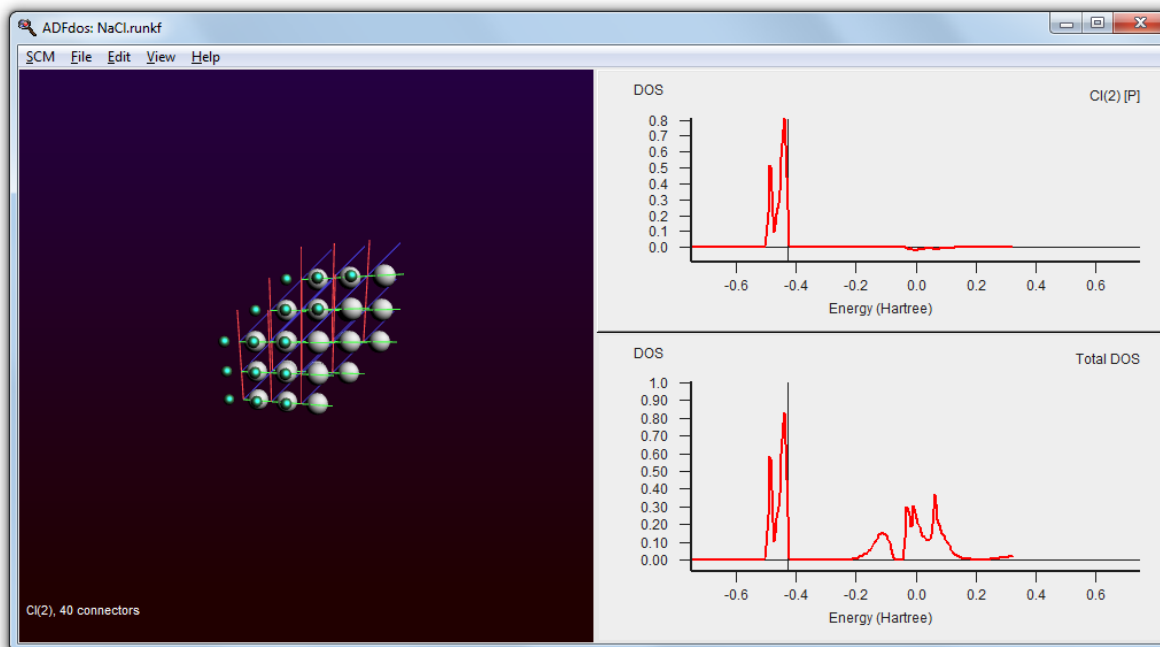 ADFdos: NaCl.runkf
SCM File Edit View Help
Cl(2), 40 connectors
DOS
Cl(2) [P]
0.8
0.7
0.6
0.5
0.4
0.3
0.2
0.1
0.0
-0.6 -0.4 -0.2 0.0 0.2 0.4 0.6
Energy (Hartree)
DOS
Total DOS
1.0
0.90
0.80
0.70
0.60
0.50
0.40
0.30
0.20
0.10
0.00
-0.6 -0.4 -0.2 0.0 0.2 0.4 0.6
Energy (Hartree)